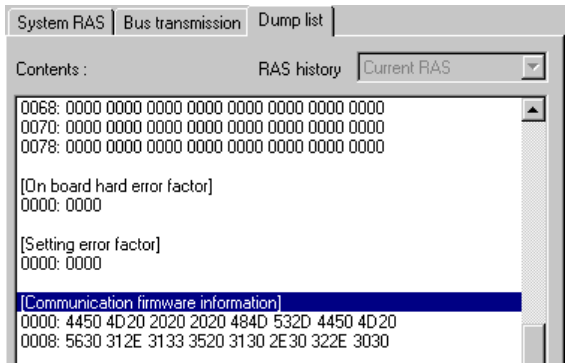 System RAS Bus transmission Dump list
Contents : RAS history Current RAS
0068: 0000 0000 0000 0000 0000 0000 0000 0000
0070: 0000 0000 0000 0000 0000 0000 0000 0000
0078: 0000 0000 0000 0000 0000 0000 0000 0000
[On board hard error factor]
0000: 0000
[Setting error factor]
0000: 0000
[Communication firmware information]
0000: 4450 4D20 2020 2020 484D 532D 4450 4D20
0008: 5630 312E 3133 3520 3130 2E30 322E 3030